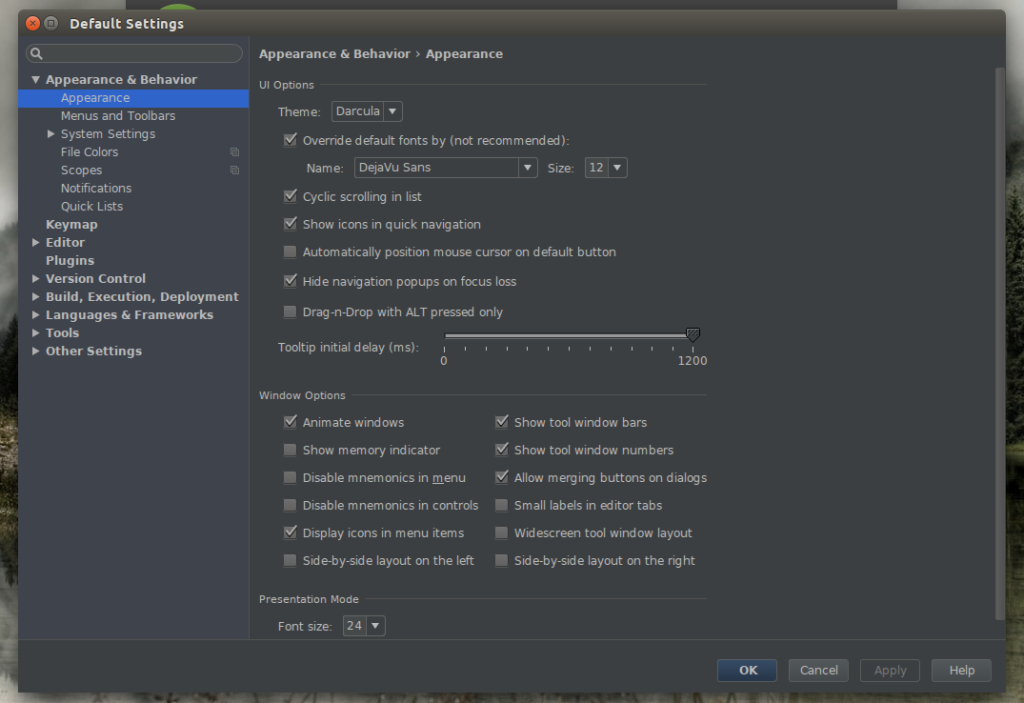 Default Settings
Appearance & Behavior
Appearance
Menus and Toolbars
System Settings
File Colors
Scopes
Notifications
Quick Lists
Keymap
Editor
Plugins
Version Control
Build, Execution, Deployment
Languages & Frameworks
Tools
Other Settings
Appearance & Behavior › Appearance
UI Options
Theme: Darcula
Override default fonts by (not recommended):
Name: DejaVu Sans Size: 12
Cyclic scrolling in list
Show icons in quick navigation
Automatically position mouse cursor on default button
Hide navigation popups on focus loss
Drag-n-Drop with ALT pressed only
Tooltip initial delay (ms):
0 1200
Window Options
Animate windows Show tool window bars
Show memory indicator Show tool window numbers
Disable mnemonics in menu Allow merging buttons on dialogs
Disable mnemonics in controls Small labels in editor tabs
Display icons in menu items Widescreen tool window layout
Side-by-side layout on the left Side-by-side layout on the right
Presentation Mode
Font size: 24
OK Cancel Apply Help